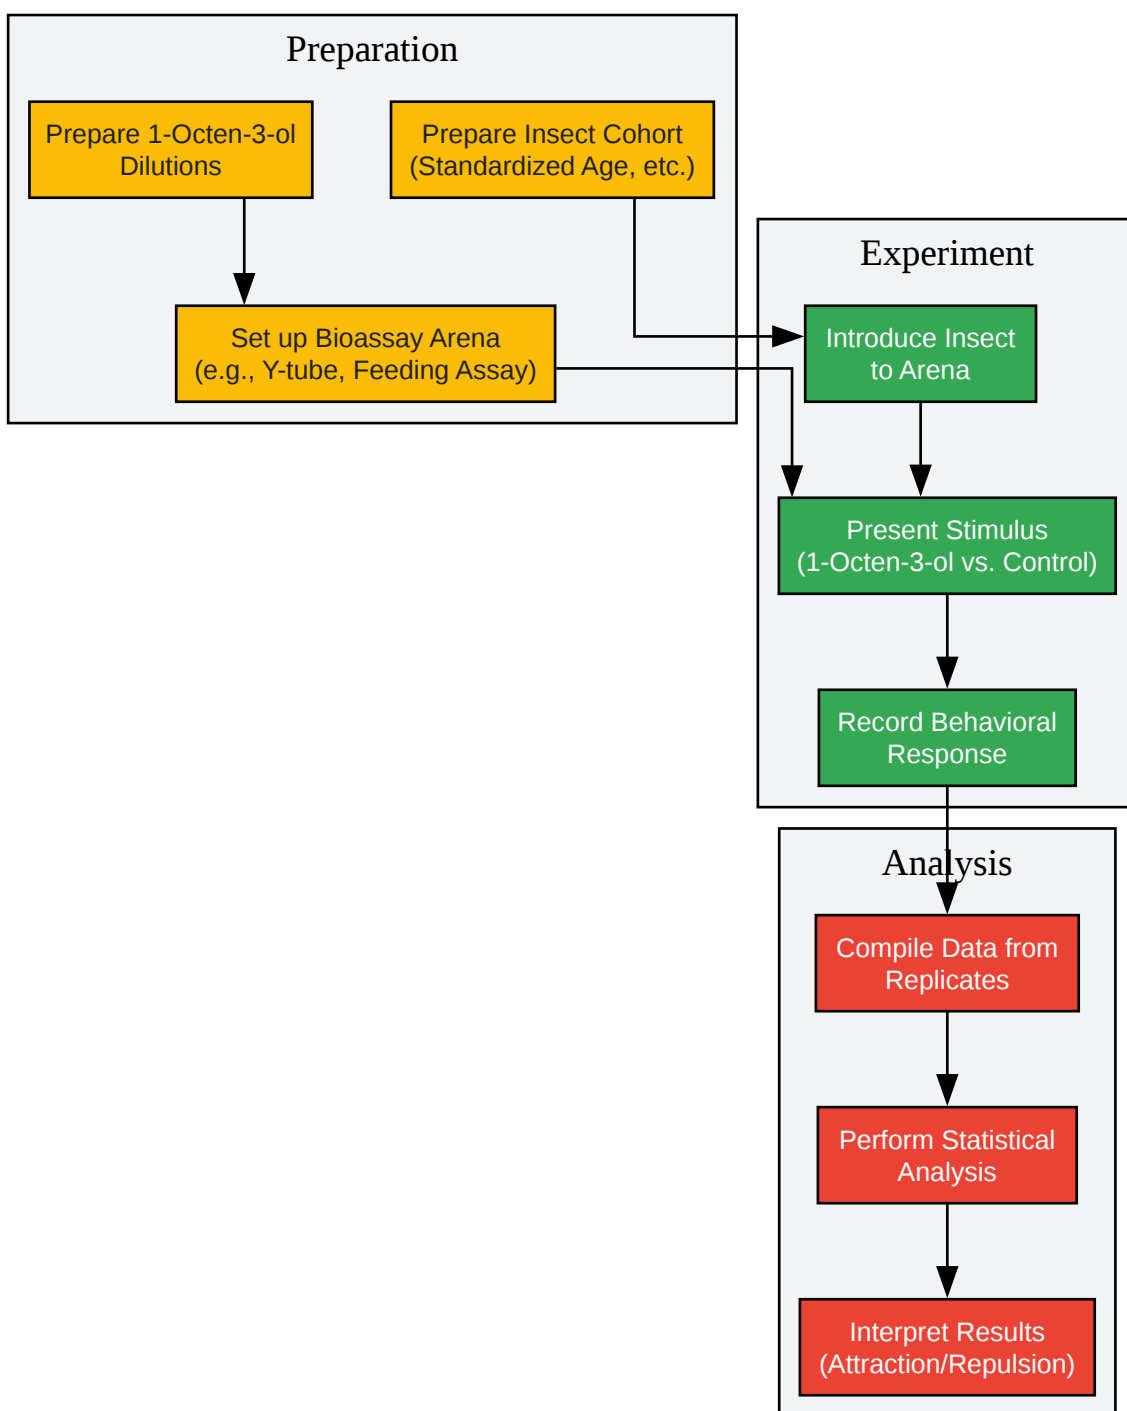 Preparation
Prepare 1-Octen-3-ol
Dilutions
Prepare Insect Cohort
(Standardized Age, etc.)
Set up Bioassay Arena
(e.g., Y-tube, Feeding Assay)
Experiment
Introduce Insect
to Arena
Present Stimulus
(1-Octen-3-ol vs. Control)
Record Behavioral
Response
Analysis
Compile Data from
Replicates
Perform Statistical
Analysis
Interpret Results
(Attraction/Repulsion)